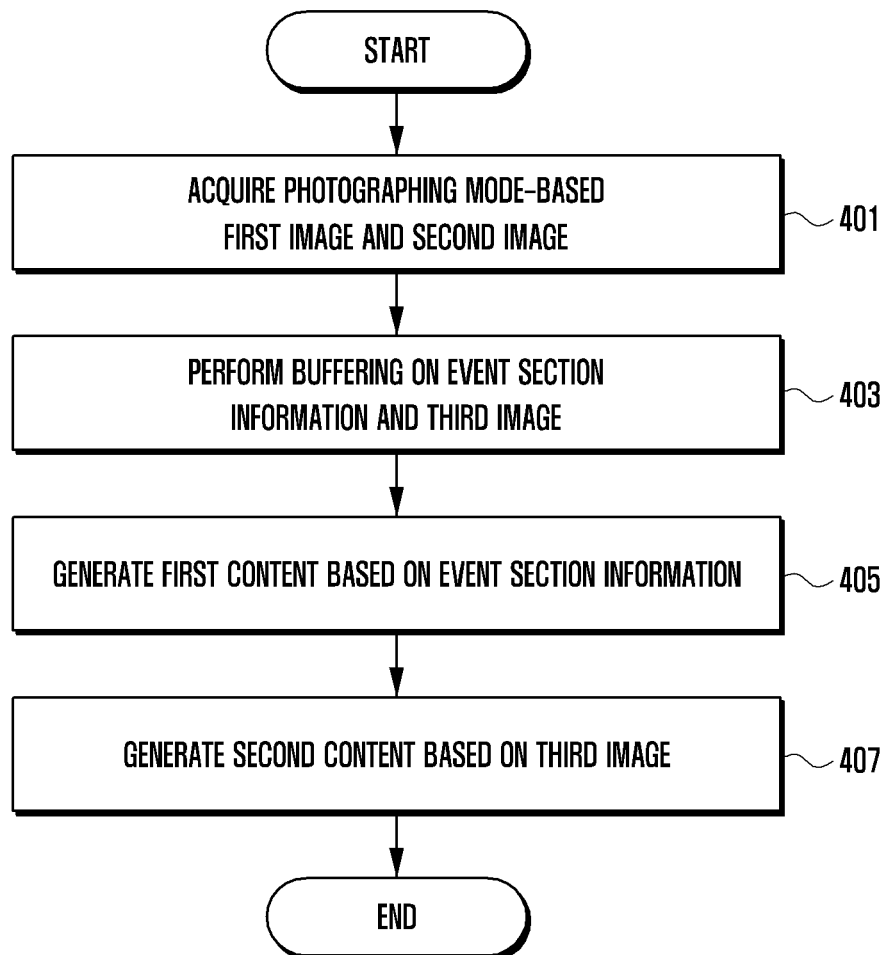 START
ACQUIRE PHOTOGRAPHING MODE-BASED
FIRST IMAGE AND SECOND IMAGE
401
PERFORM BUFFERING ON EVENT SECTION
INFORMATION AND THIRD IMAGE
403
GENERATE FIRST CONTENT BASED ON EVENT SECTION INFORMATION
405
GENERATE SECOND CONTENT BASED ON THIRD IMAGE
407
END